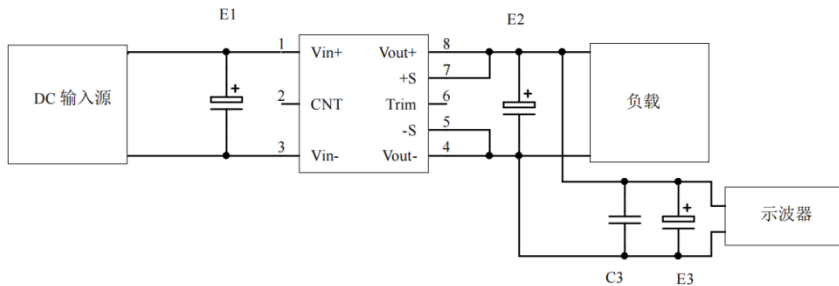 E1
E2
DC 输入源
1 Vin+ Vout+ 8
+S 7
2 CNT Trim 6
-S 5
3 Vin- Vout- 4
+
+
负载
+
示波器
C3
E3